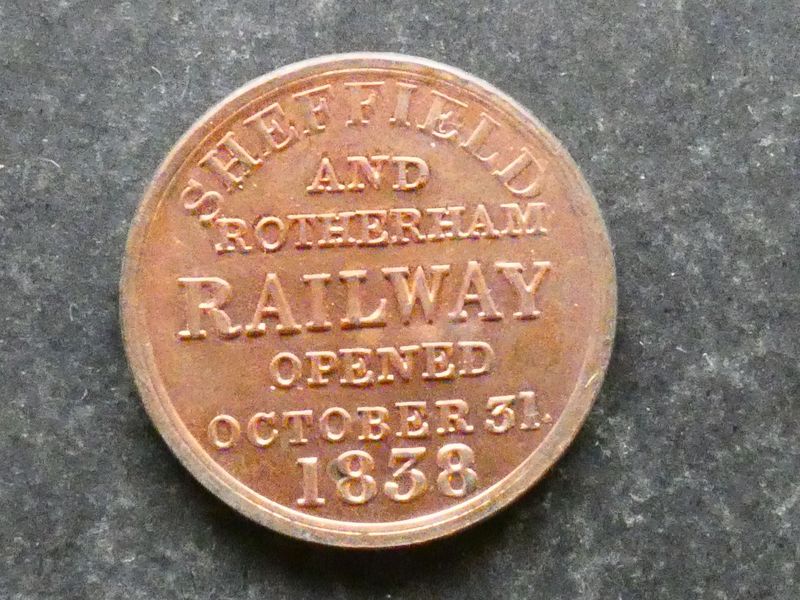 SHEFFIELD
AND
ROTHERHAM
RAILWAY
OPENED
OCTOBER 31.
1838